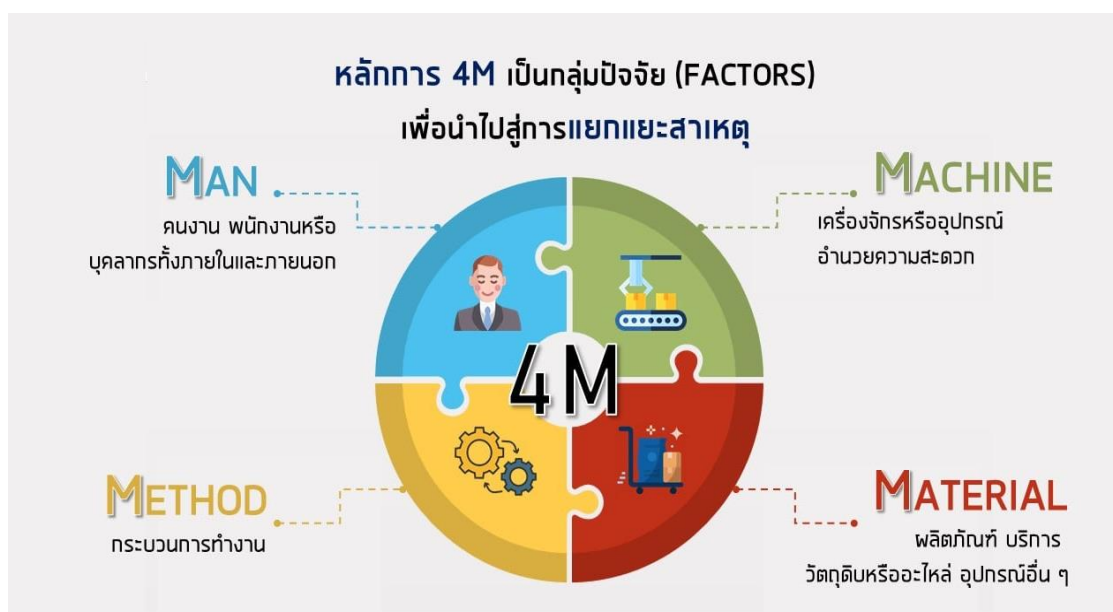 หลักการ 4M เป็นกลุ่มปัจจัย (FACTORS)
เพื่อนำไปสู่การแยกแยะสาเหตุ
MAN
คนงาน พนักงานหรือ
บุคลากรทั้งภายในและภายนอก
MACHINE
เครื่องจักรหรืออุปกรณ์
อำนวยความสะดวก
4M
METHOD
กระบวนการทำงาน
MATERIAL
ผลิตภัณฑ์ บริการ
วัตถุดิบหรืออะไหล่ อุปกรณ์อื่น ๆ